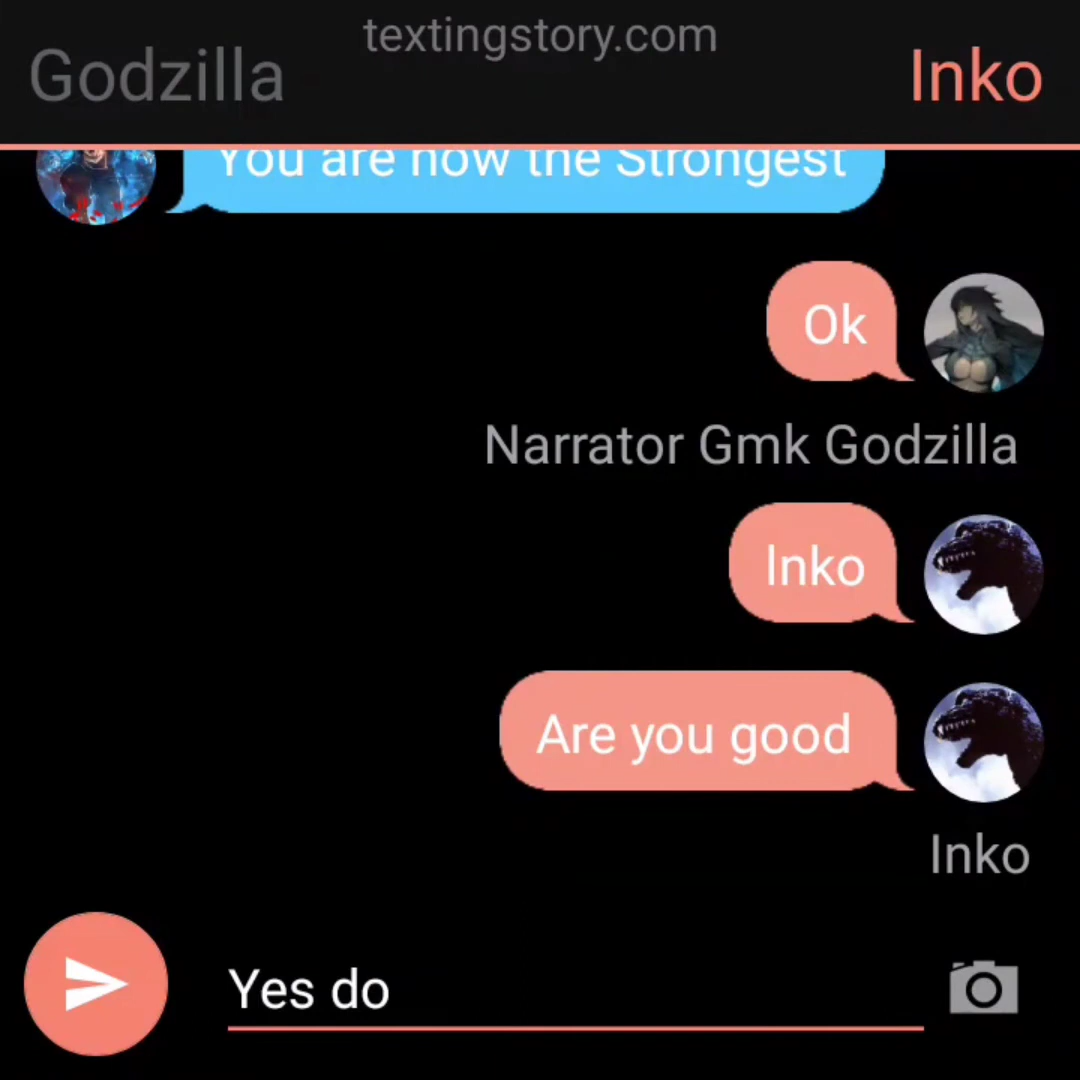 textingstory.com
Godzilla
Inko
You are now the Strongest
Ok
Narrator Gmk Godzilla
Inko
Are you good
Inko
Yes do